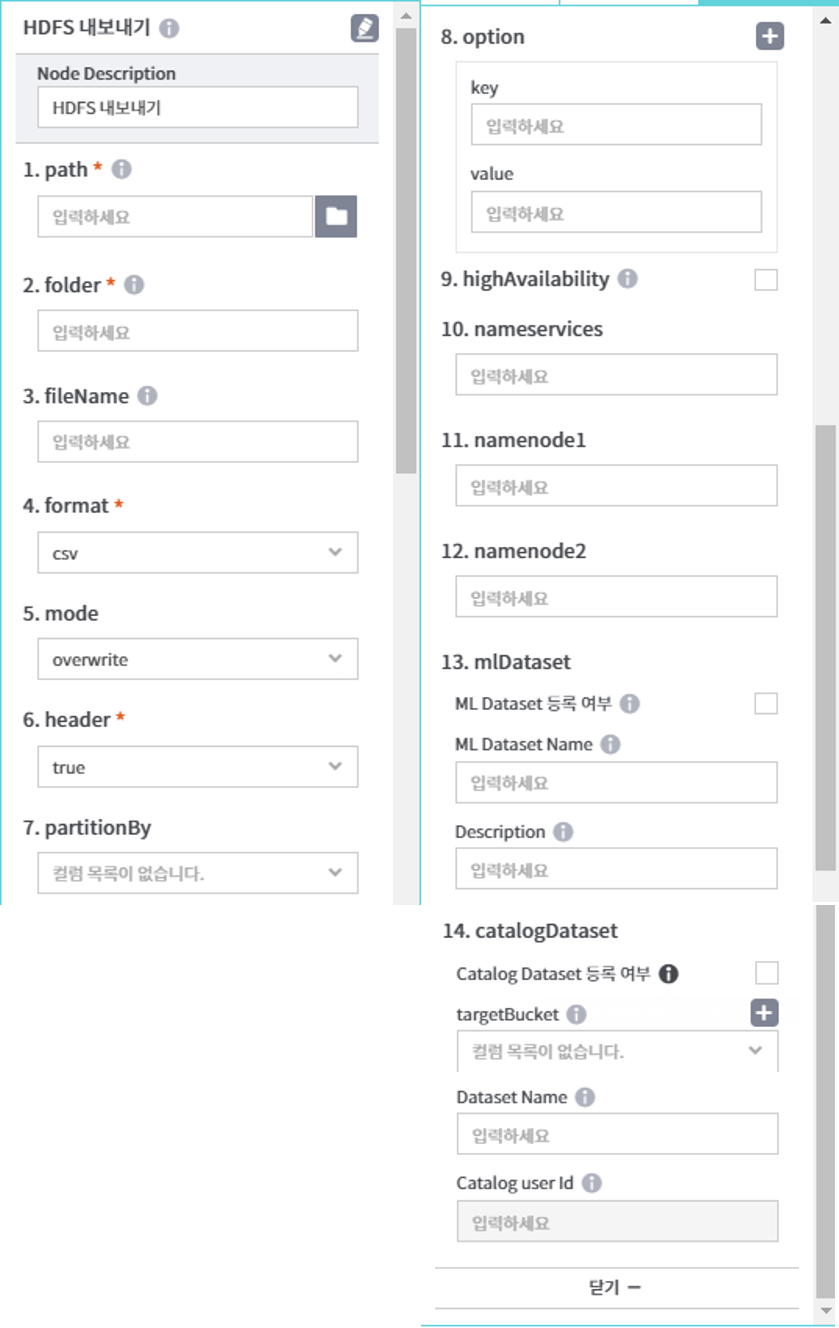 HDFS 내보내기
Node Description
HDFS 내보내기
1. path *
입력하세요
2. folder *
입력하세요
3. fileName
입력하세요
4. format *
csv
5. mode
overwrite
6. header *
true
7. partitionBy
컬럼 목록이 없습니다.
8. option
key
입력하세요
value
입력하세요
9. highAvailability
10. nameservices
입력하세요
11. namenode1
입력하세요
12. namenode2
입력하세요
13. mlDataset
ML Dataset 등록 여부
ML Dataset Name
입력하세요
Description
입력하세요
14. catalogDataset
Catalog Dataset 등록 여부
targetBucket
컬럼 목록이 없습니다.
Dataset Name
입력하세요
Catalog user Id
입력하세요
닫기